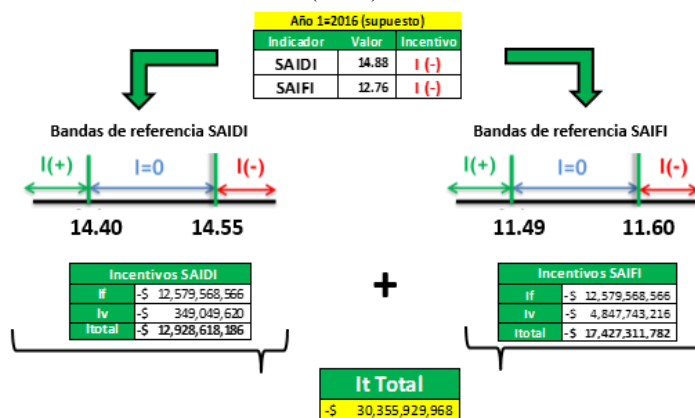 Año 1=2016 (supuesto)
Indicador Valor Incentivo
SAIDI 14.88 I (-)
SAIFI 12.76 I (-)
Bandas de referencia SAIDI
I(+) I=0 I(-)
14.40 14.55
Bandas de referencia SAIFI
I(+) I=0 I(-)
11.49 11.60
Incentivos SAIDI
If -$ 12,579,568,566
Iv -$ 349,049,620
Itotal -$ 12,928,618,186
+
Incentivos SAIFI
If -$ 12,579,568,566
Iv -$ 4,847,743,216
Itotal -$ 17,427,311,782
It Total
-$ 30,355,929,968